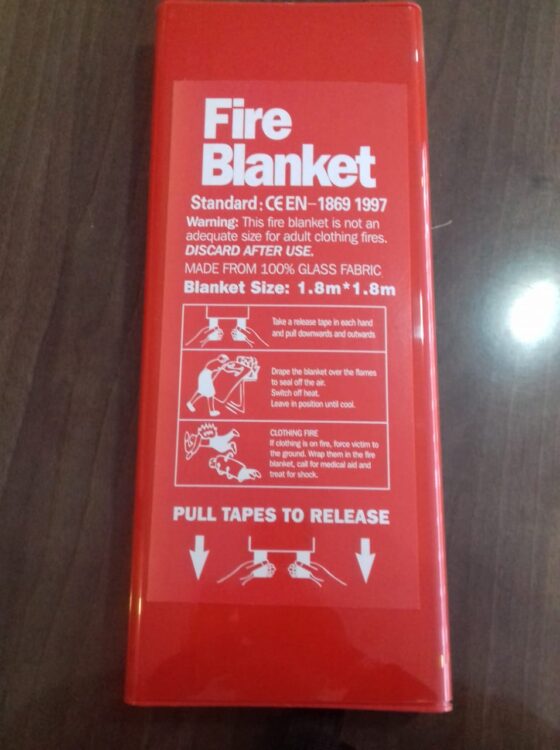 Fire
Blanket
Standard: CE EN-1869 1997
Warning: This fire blanket is not an
adequate size for adult clothing fires.
DISCARD AFTER USE.
MADE FROM 100% GLASS FABRIC
Blanket Size: 1.8m*1.8m
Take a release tape in each hand
and pull downwards and outwards
Drape the blanket over the flames
to seal off the air.
Switch off heat.
Leave in position until cool.
CLOTHING FIRE
If clothing is on fire, force victim to
the ground. Wrap them in the fire
blanket, call for medical aid and
treat for shock.
PULL TAPES TO RELEASE